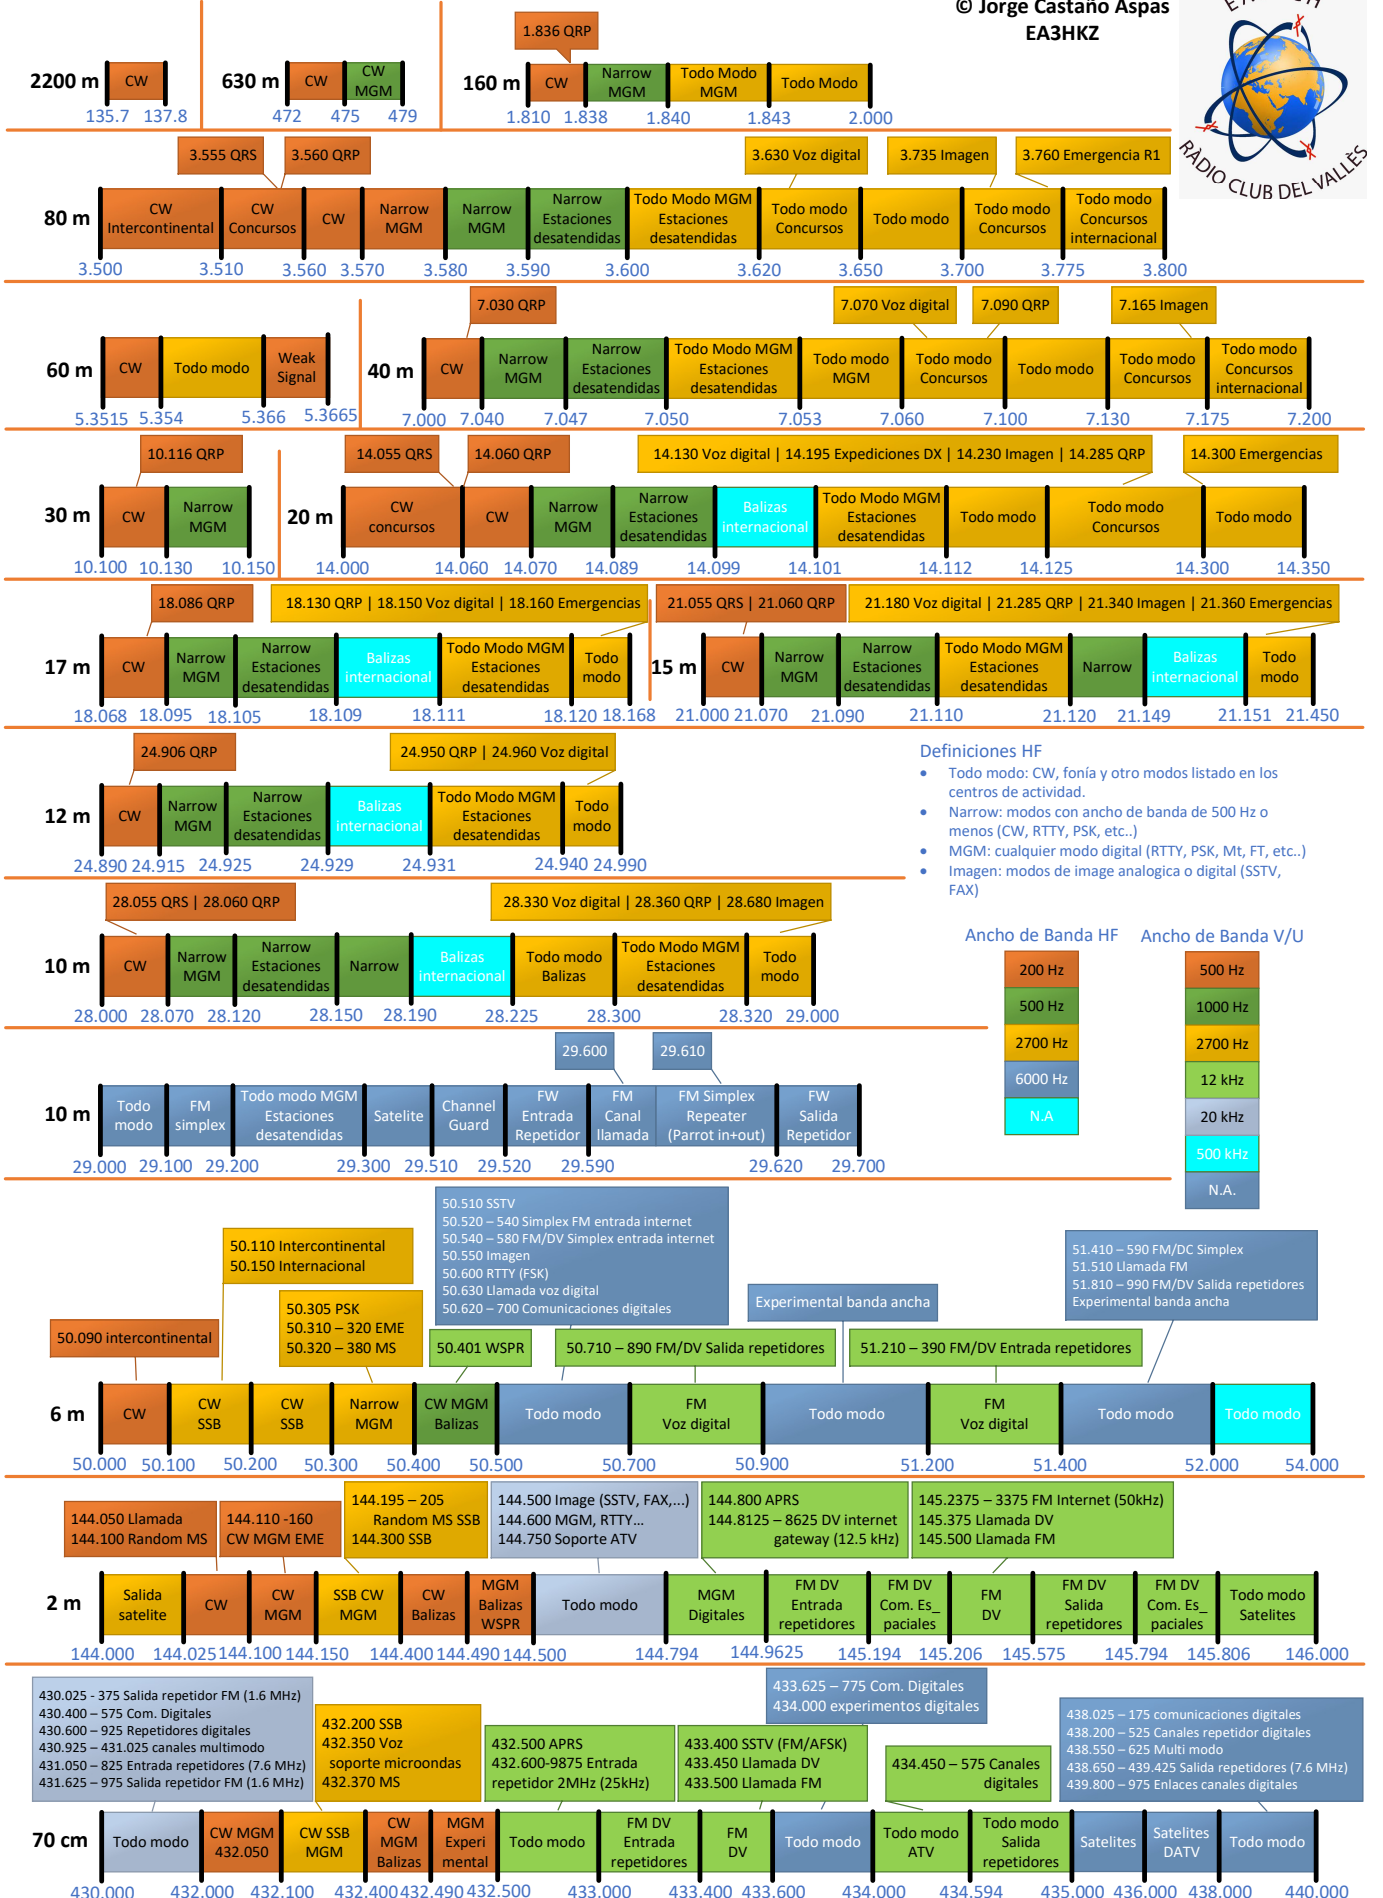 © Jorge Castaño Aspas
EA3HKZ
RÀDIO CLUB DEL VALLÈS
1.836 QRP
2200 m
CW
135.7 137.8
630 m
CW
CW
MGM
472 475 479
160 m
CW
Narrow
MGM
Todo Modo
MGM
Todo Modo
1.810 1.838 1.840 1.843 2.000
3.555 QRS
3.560 QRP
3.630 Voz digital
3.735 Imagen
3.760 Emergencia R1
80 m
CW
Intercontinental
CW
Concursos
CW
Narrow
MGM
Narrow
MGM
Narrow
Estaciones
desatendidas
Todo Modo MGM
Estaciones
desatendidas
Todo modo
Concursos
Todo modo
Todo modo
Concursos
Todo modo
Concursos
internacional
3.500 3.510 3.560 3.570 3.580 3.590 3.600 3.620 3.650 3.700 3.775 3.800
7.030 QRP
7.070 Voz digital
7.090 QRP
7.165 Imagen
60 m
CW
Todo modo
Weak
Signal
5.3515 5.354 5.366 5.3665
40 m
CW
Narrow
MGM
Narrow
Estaciones
desatendidas
Todo Modo MGM
Estaciones
desatendidas
Todo modo
MGM
Todo modo
Concursos
Todo modo
Todo modo
Concursos
Todo modo
Concursos
internacional
7.000 7.040 7.047 7.050 7.053 7.060 7.100 7.130 7.175 7.200
10.116 QRP
14.055 QRS
14.060 QRP
14.130 Voz digital | 14.195 Expediciones DX | 14.230 Imagen | 14.285 QRP
14.300 Emergencias
30 m
CW
Narrow
MGM
10.100 10.130 10.150
20 m
CW
concursos
CW
Narrow
MGM
Narrow
Estaciones
desatendidas
Balizas
internacional
Todo Modo MGM
Estaciones
desatendidas
Todo modo
Todo modo
Concursos
Todo modo
14.000 14.060 14.070 14.089 14.099 14.101 14.112 14.125 14.300 14.350
18.086 QRP
18.130 QRP | 18.150 Voz digital | 18.160 Emergencias
21.055 QRS | 21.060 QRP
21.180 Voz digital | 21.285 QRP | 21.340 Imagen | 21.360 Emergencias
17 m
CW
Narrow
MGM
Narrow
Estaciones
desatendidas
Balizas
internacional
Todo Modo MGM
Estaciones
desatendidas
Todo
modo
18.068 18.095 18.105 18.109 18.111 18.120 18.168
15 m
CW
Narrow
MGM
Narrow
Estaciones
desatendidas
Todo Modo MGM
Estaciones
desatendidas
Narrow
Balizas
internacional
Todo
modo
21.000 21.070 21.090 21.110 21.120 21.149 21.151 21.450
24.906 QRP
24.950 QRP | 24.960 Voz digital
12 m
CW
Narrow
MGM
Narrow
Estaciones
desatendidas
Balizas
internacional
Todo Modo MGM
Estaciones
desatendidas
Todo
modo
24.890 24.915 24.925 24.929 24.931 24.940 24.990
Definiciones HF
• Todo modo: CW, fonía y otro modos listado en los
centros de actividad.
• Narrow: modos con ancho de banda de 500 Hz o
menos (CW, RTTY, PSK, etc..)
• MGM: cualquier modo digital (RTTY, PSK, Mt, FT, etc..)
• Imagen: modos de image analogica o digital (SSTV,
FAX)
28.055 QRS | 28.060 QRP
28.330 Voz digital | 28.360 QRP | 28.680 Imagen
10 m
CW
Narrow
MGM
Narrow
Estaciones
desatendidas
Narrow
Balizas
internacional
Todo modo
Balizas
Todo Modo MGM
Estaciones
desatendidas
Todo
modo
28.000 28.070 28.120 28.150 28.190 28.225 28.300 28.320 29.000
Ancho de Banda HF
200 Hz
500 Hz
2700 Hz
6000 Hz
N.A
Ancho de Banda V/U
500 Hz
1000 Hz
2700 Hz
12 kHz
20 kHz
500 kHz
N.A.
29.600
29.610
10 m
Todo
modo
FM
simplex
Todo modo MGM
Estaciones
desatendidas
Satelite
Channel
Guard
FW
Entrada
Repetidor
FM
Canal
llamada
FM Simplex
Repeater
(Parrot in+out)
FW
Salida
Repetidor
29.000 29.100 29.200 29.300 29.510 29.520 29.590 29.620 29.700
50.090 intercontinental
50.110 Intercontinental
50.150 Internacional
50.305 PSK
50.310 – 320 EME
50.320 – 380 MS
50.401 WSPR
50.510 SSTV
50.520 – 540 Simplex FM entrada internet
50.540 – 580 FM/DV Simplex entrada internet
50.550 Imagen
50.600 RTTY (FSK)
50.630 Llamada voz digital
50.620 – 700 Comunicaciones digitales
50.710 – 890 FM/DV Salida repetidores
Experimental banda ancha
51.210 – 390 FM/DV Entrada repetidores
51.410 – 590 FM/DC Simplex
51.510 Llamada FM
51.810 – 990 FM/DV Salida repetidores
Experimental banda ancha
6 m
CW
CW
SSB
CW
SSB
Narrow
MGM
CW MGM
Balizas
Todo modo
FM
Voz digital
Todo modo
FM
Voz digital
Todo modo
Todo modo
50.000 50.100 50.200 50.300 50.400 50.500 50.700 50.900 51.200 51.400 52.000 54.000
144.050 Llamada
144.100 Random MS
144.110 -160
CW MGM EME
144.195 – 205
Random MS SSB
144.300 SSB
144.500 Image (SSTV, FAX,...)
144.600 MGM, RTTY...
144.750 Soporte ATV
144.800 APRS
144.8125 – 8625 DV internet
gateway (12.5 kHz)
145.2375 – 3375 FM Internet (50kHz)
145.375 Llamada DV
145.500 Llamada FM
2 m
Salida
satelite
CW
CW
MGM
SSB CW
MGM
CW
Balizas
MGM
Balizas
WSPR
Todo modo
MGM
Digitales
FM DV
Entrada
repetidores
FM DV
Com. Es_
paciales
FM
DV
FM DV
Salida
repetidores
FM DV
Com. Es_
paciales
Todo modo
Satelites
144.000 144.025 144.100 144.150 144.400 144.490 144.500 144.794 144.9625 145.194 145.206 145.575 145.794 145.806 146.000
430.025 - 375 Salida repetidor FM (1.6 MHz)
430.400 – 575 Com. Digitales
430.600 – 925 Repetidores digitales
430.925 – 431.025 canales multimodo
431.050 – 825 Entrada repetidores (7.6 MHz)
431.625 – 975 Salida repetidor FM (1.6 MHz)
432.200 SSB
432.350 Voz
soporte microondas
432.370 MS
432.500 APRS
432.600-9875 Entrada
repetidor 2MHz (25kHz)
433.400 SSTV (FM/AFSK)
433.450 Llamada DV
433.500 Llamada FM
433.625 – 775 Com. Digitales
434.000 experimentos digitales
434.450 – 575 Canales
digitales
438.025 – 175 comunicaciones digitales
438.200 – 525 Canales repetidor digitales
438.550 – 625 Multi modo
438.650 – 439.425 Salida repetidores (7.6 MHz)
439.800 – 975 Enlaces canales digitales
70 cm
Todo modo
CW MGM
432.050
CW SSB
MGM
CW
MGM
Balizas
MGM
Experi
mental
Todo modo
FM DV
Entrada
repetidores
FM
DV
Todo modo
Todo modo
ATV
Todo modo
Salida
repetidores
Satelites
Satelites
DATV
Todo modo
430.000 432.000 432.100 432.400 432.490 432.500 433.000 433.400 433.600 434.000 434.594 435.000 436.000 438.000 440.000